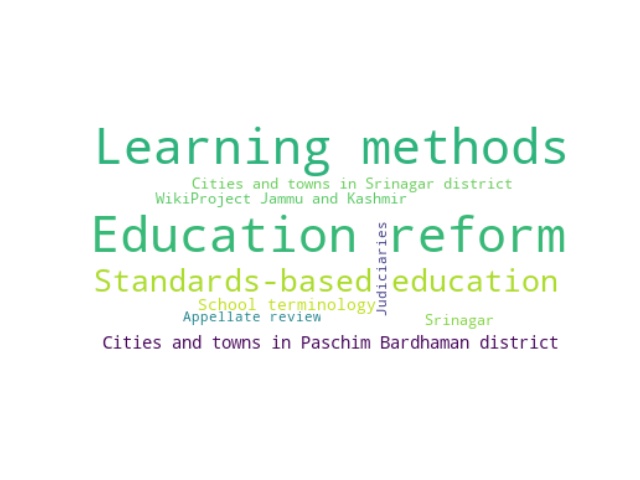 Learning methods
Cities and towns in Srinagar district
WikiProject Jammu and Kashmir
Education reform
Judiciaries
Standards-based education
School terminology
Appellate review
Srinagar
Cities and towns in Paschim Bardhaman district